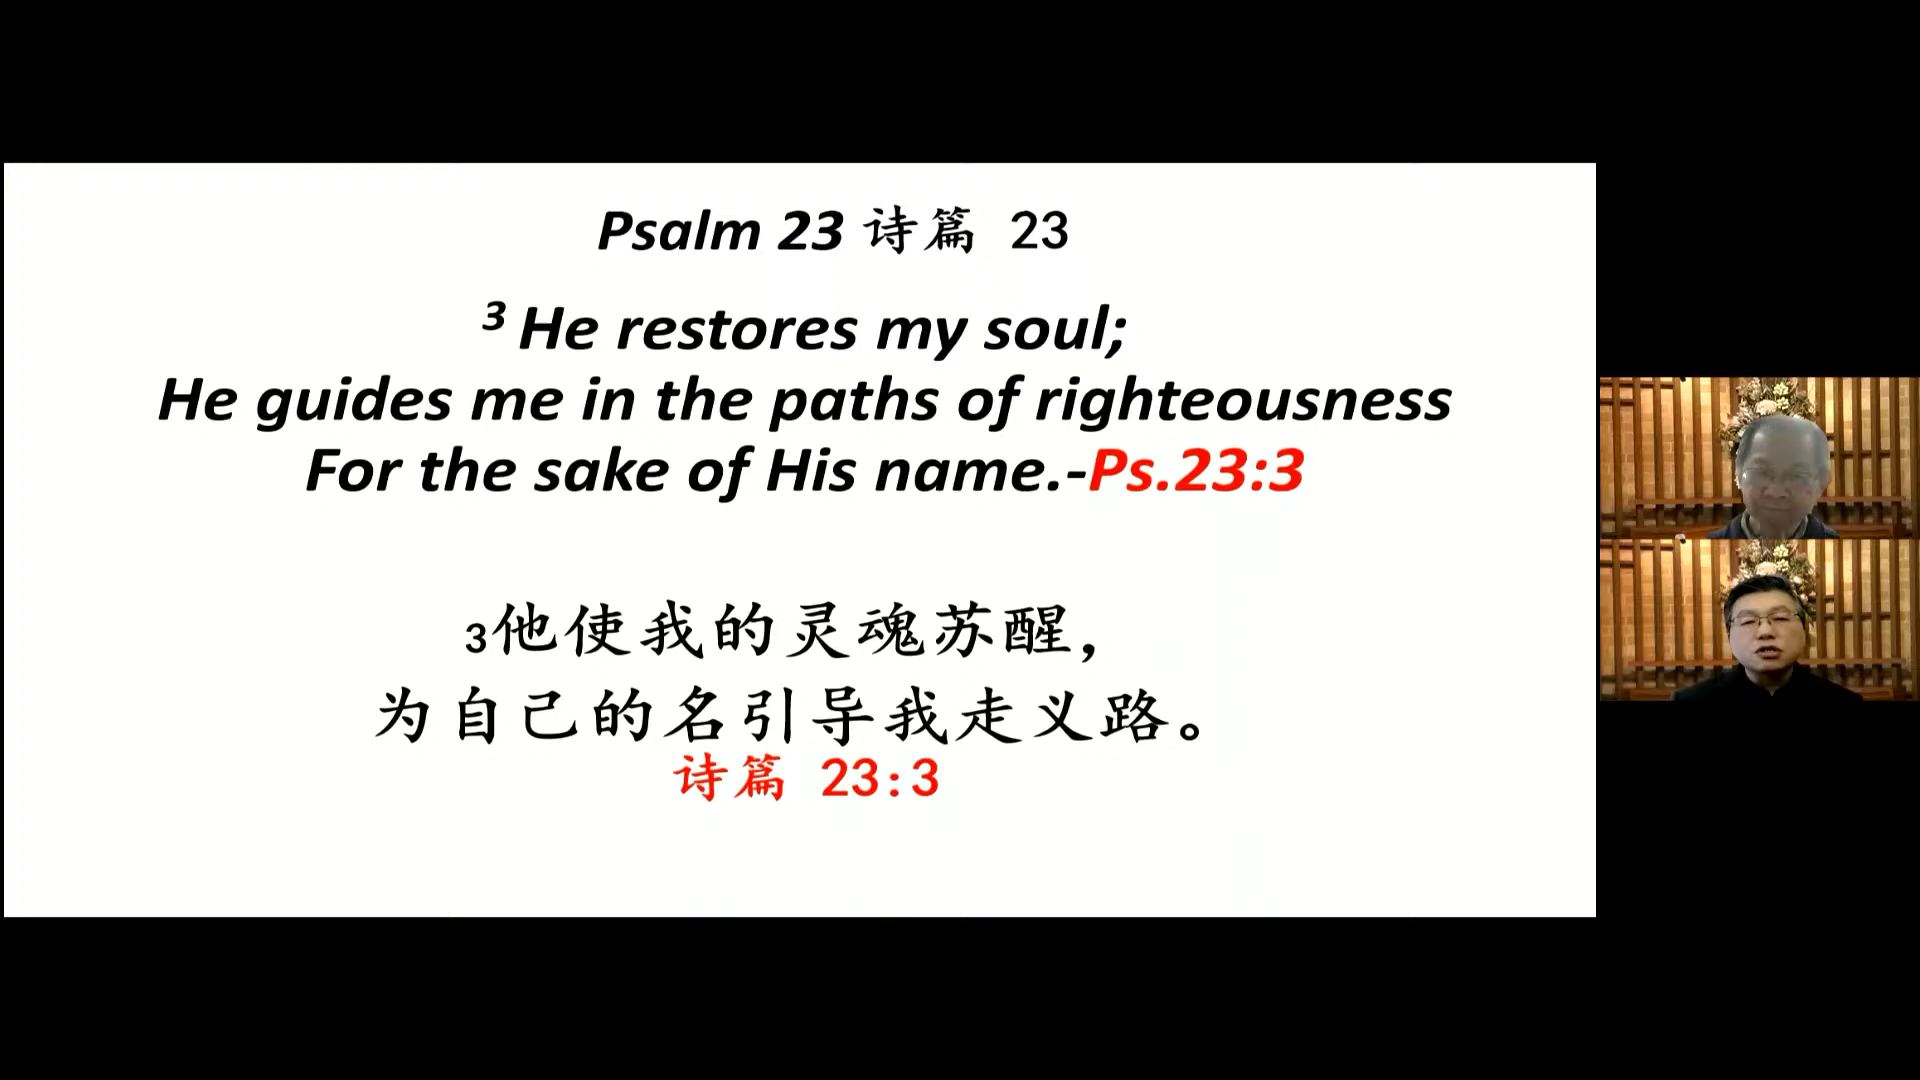 Psalm 23 诗篇 23
3 He restores my soul;
He guides me in the paths of righteousness
For the sake of His name.-Ps.23:3
3他使我的灵魂苏醒，
为自己的名引导我走义路。
诗篇 23:3